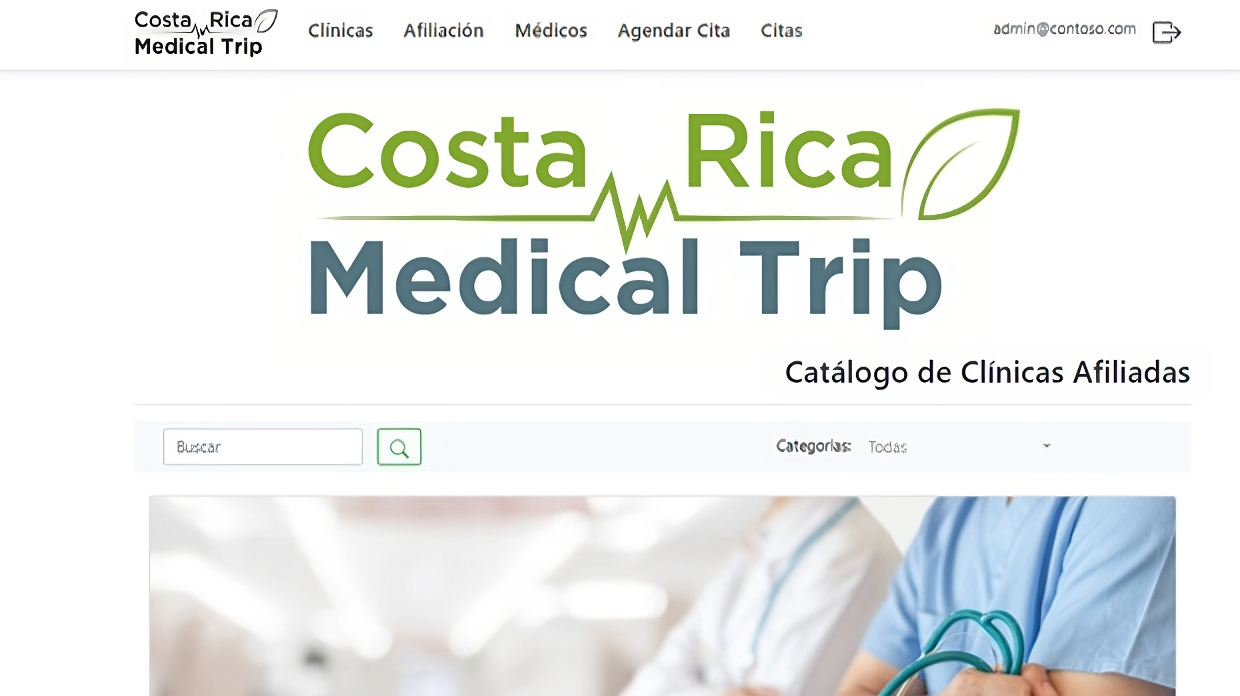 Costa Rica
Medical Trip
Clínicas Afiliación Médicos Agendar Cita Citas
admin@contoso.com
Costa Rica
Medical Trip
Catálogo de Clínicas Afiliadas
Buscar
Categorias: Todas